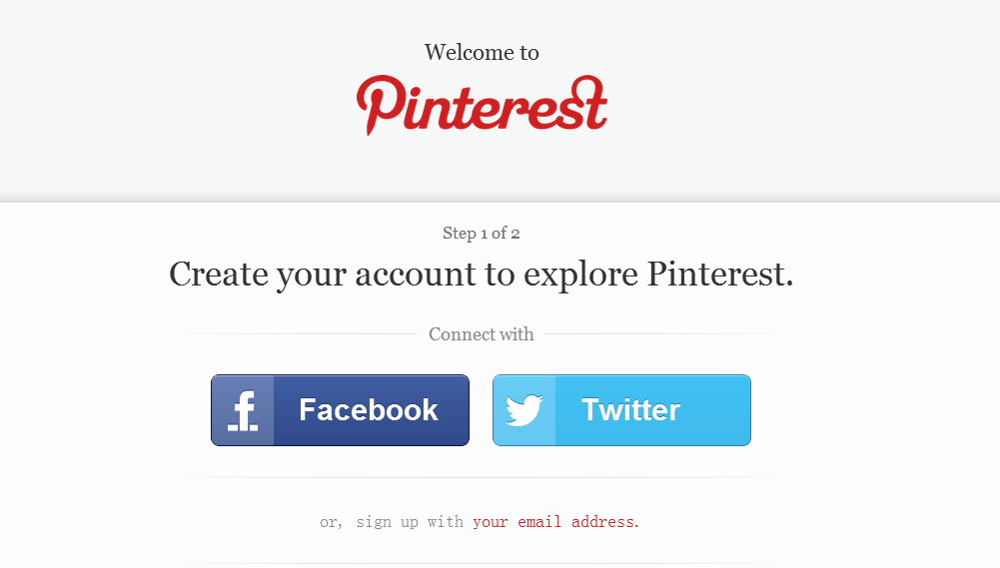 Welcome to
Pinterest
Step 1 of 2
Create your account to explore Pinterest.
Connect with
Facebook
Twitter
or, sign up with your email address.